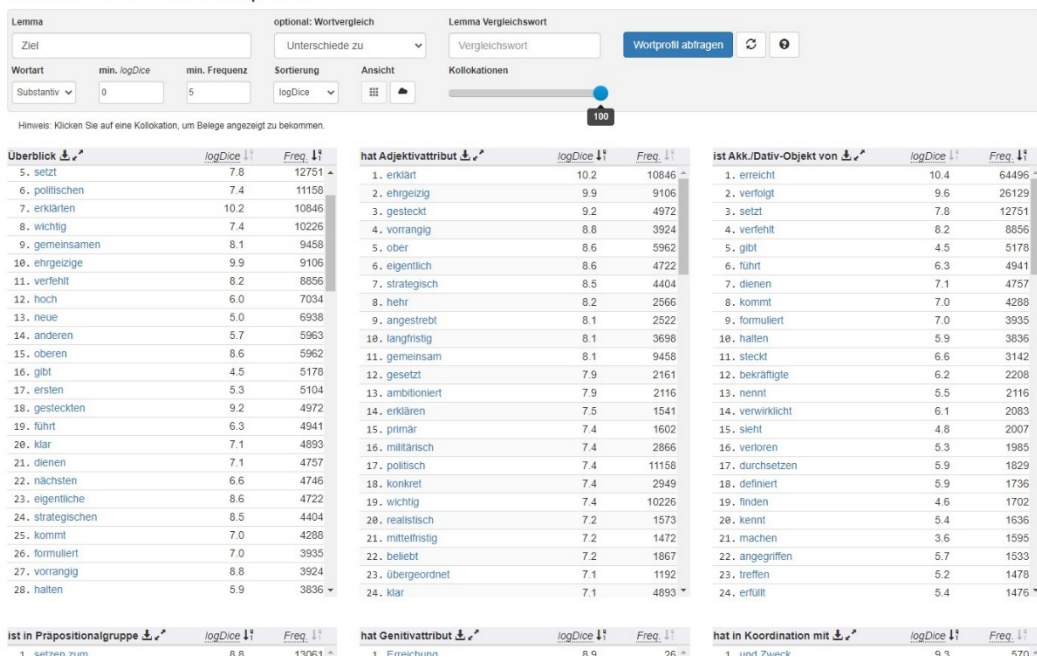 Lemma
optional: Wortvergleich
Lemma Vergleichswort
Ziel
Unterschiede zu
Vergleichswort
Wortprofil abfragen
Wortart
min. logDice
min. Frequenz
Sortierung
Ansicht
Kollokationen
Substantiv
0
5
logDice
100
Hinweis: Klicken Sie auf eine Kollokation, um Belege angezeigt zu bekommen.
Überblick logDice Freq.
5. setzt 7.8 12751
6. politischen 7.4 11158
7. erklärten 10.2 10846
8. wichtig 7.4 10226
9. gemeinsamen 8.1 9458
10. ehrgeizige 9.9 9106
11. verfehlt 8.2 8856
12. hoch 6.0 7034
13. neue 5.0 6938
14. anderen 5.7 5963
15. oberen 8.6 5962
16. gibt 4.5 5178
17. ersten 5.3 5104
18. gesteckten 9.2 4972
19. führt 6.3 4941
20. klar 7.1 4893
21. dienen 7.1 4757
22. nächsten 6.6 4746
23. eigentliche 8.6 4722
24. strategischen 8.5 4404
25. kommt 7.0 4288
26. formuliert 7.0 3935
27. vorrangig 8.8 3924
28. halten 5.9 3836
hat Adjektivattribut logDice Freq.
1. erklärt 10.2 10846
2. ehrgeizig 9.9 9106
3. gesteckt 9.2 4972
4. vorrangig 8.8 3924
5. ober 8.6 5962
6. eigentlich 8.6 4722
7. strategisch 8.5 4404
8. hehr 8.2 2566
9. angestrebt 8.1 2522
10. langfristig 8.1 3698
11. gemeinsam 8.1 9458
12. gesetzt 7.9 2161
13. ambitioniert 7.9 2116
14. erklären 7.5 1541
15. primär 7.4 1602
16. militärisch 7.4 2866
17. politisch 7.4 11158
18. konkret 7.4 2949
19. wichtig 7.4 10226
20. realistisch 7.2 1573
21. mittelfristig 7.2 1472
22. beliebt 7.2 1867
23. übergeordnet 7.1 1192
24. klar 7.1 4893
ist Akk./Dativ-Objekt von logDice Freq.
1. erreicht 10.4 64496
2. verfolgt 9.6 26129
3. setzt 7.8 12751
4. verfehlt 8.2 8856
5. gibt 4.5 5178
6. führt 6.3 4941
7. dienen 7.1 4757
8. kommt 7.0 4288
9. formuliert 7.0 3935
10. halten 5.9 3836
11. steckt 6.6 3142
12. bekräftigte 6.2 2208
13. nennt 5.5 2116
14. verwirklicht 6.1 2083
15. sieht 4.8 2007
16. verloren 5.3 1985
17. durchsetzen 5.9 1829
18. definiert 5.9 1736
19. finden 4.6 1702
20. kennt 5.4 1636
21. machen 3.6 1595
22. angegriffen 5.7 1533
23. treffen 5.2 1478
24. erfüllt 5.4 1476
ist in Präpositionalgruppe logDice Freq.
1. setzen zum 8.8 13061
hat Genitivattribut logDice Freq.
1. Erreichung 8.9 26
hat in Koordination mit logDice Freq.
1. und Zweck 9.3 570